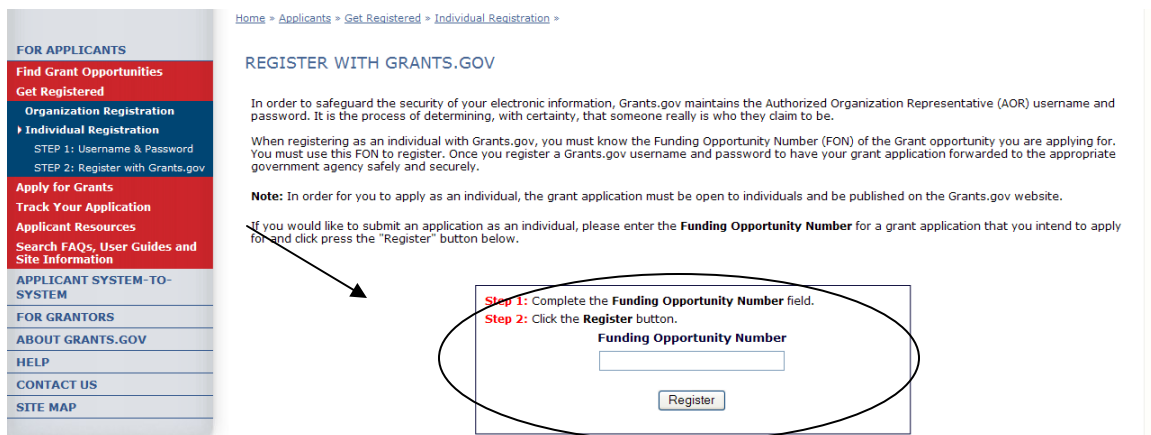 Home » Applicants » Get Registered » Individual Registration »
FOR APPLICANTS
Find Grant Opportunities
Get Registered
Organization Registration
Individual Registration
STEP 1: Username & Password
STEP 2: Register with Grants.gov
Apply for Grants
Track Your Application
Applicant Resources
Search FAQs, User Guides and
Site Information
APPLICANT SYSTEM-TO-
SYSTEM
FOR GRANTORS
ABOUT GRANTS.GOV
HELP
CONTACT US
SITE MAP
REGISTER WITH GRANTS.GOV
In order to safeguard the security of your electronic information, Grants.gov maintains the Authorized Organization Representative (AOR) username and
password. It is the process of determining, with certainty, that someone really is who they claim to be.
When registering as an individual with Grants.gov, you must know the Funding Opportunity Number (FON) of the Grant opportunity you are applying for.
You must use this FON to register. Once you register a Grants.gov username and password to have your grant application forwarded to the appropriate
government agency safely and securely.
Note: In order for you to apply as an individual, the grant application must be open to individuals and be published on the Grants.gov website.
If you would like to submit an application as an individual, please enter the Funding Opportunity Number for a grant application that you intend to apply
for and click press the "Register" button below.
Step 1: Complete the Funding Opportunity Number field.
Step 2: Click the Register button.
Funding Opportunity Number
Register